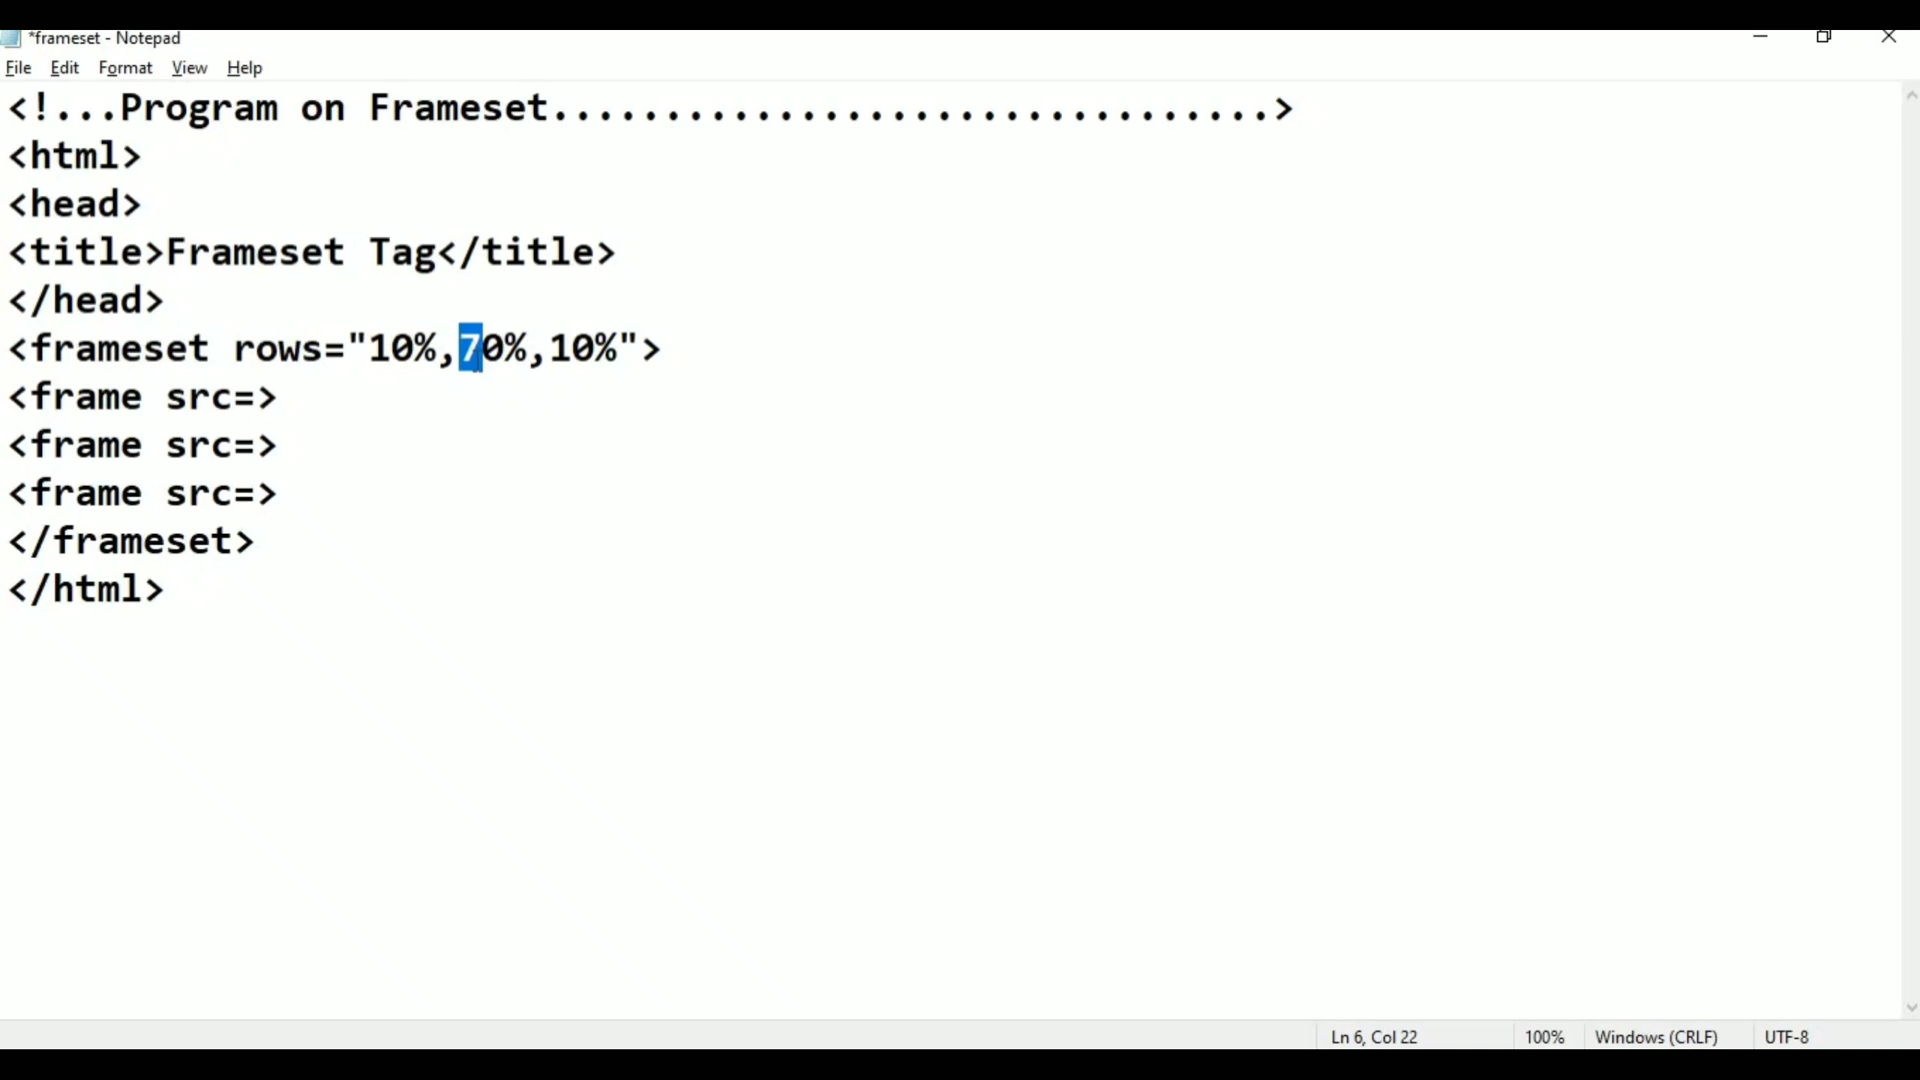 *frameset - Notepad
File Edit Format View Help
<!...Program on Frameset................................>
<html>
<head>
<title>Frameset Tag</title>
</head>
<frameset rows="10%,70%,10%">
<frame src=>
<frame src=>
<frame src=>
</frameset>
</html>
Ln 6, Col 22 100% Windows (CRLF) UTF-8